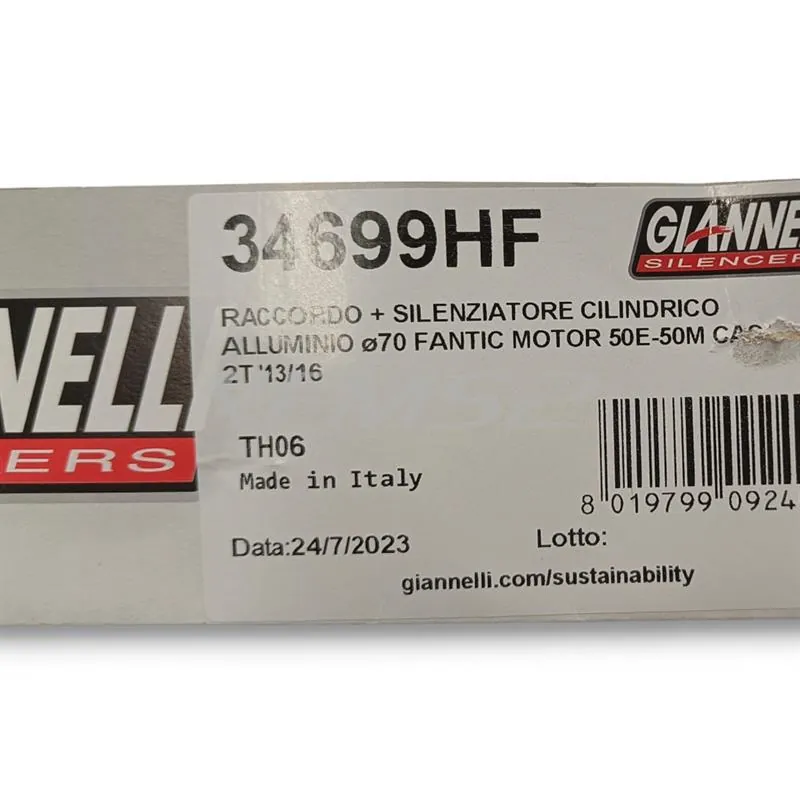 34699HF
GIANNE
SILENCER
RACCORDO + SILENZIATORE CILINDRICO
ALLUMINIO ø70 FANTIC MOTOR 50E-50M
2T '13/16
NELL
ERS
TH06
Made in Italy
8 019799 0924
Data:24/7/2023
Lotto:
giannelli.com/sustainability